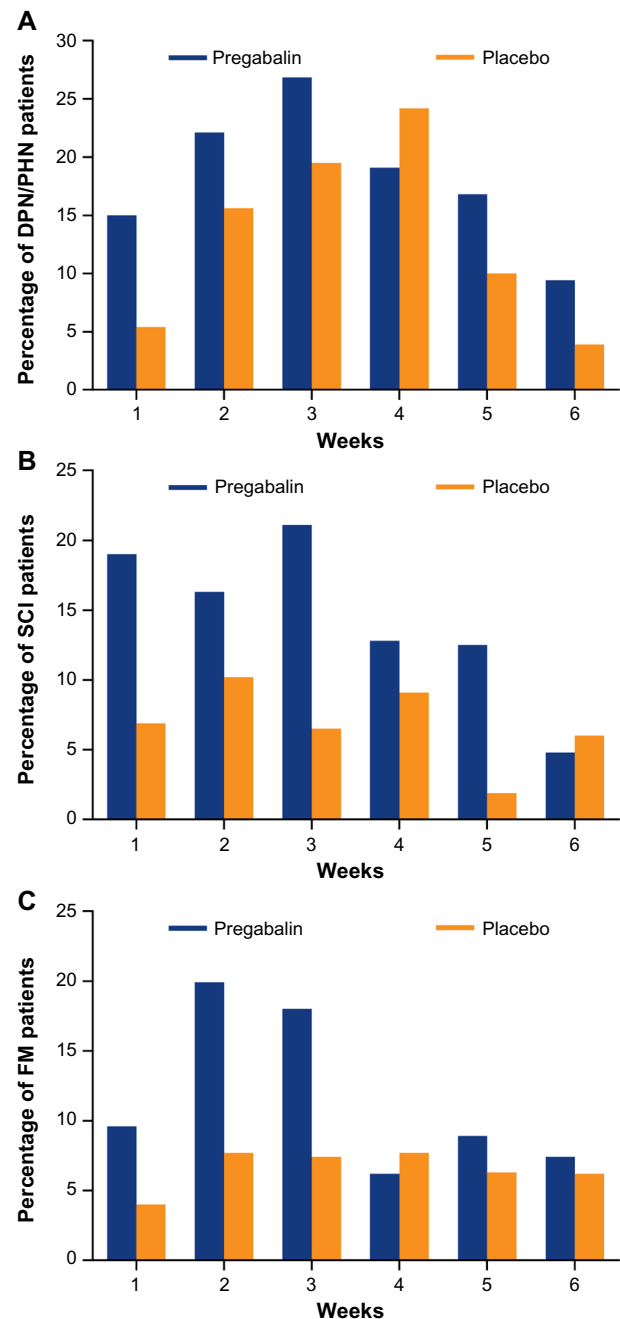 A
Percentage of DPN/PHN patients
Pregabalin Placebo
30
25
20
15
10
5
0
1 2 3 4 5 6
Weeks
B
Percentage of SCI patients
Pregabalin Placebo
25
20
15
10
5
0
1 2 3 4 5 6
Weeks
C
Percentage of FM patients
Pregabalin Placebo
25
20
15
10
5
0
1 2 3 4 5 6
Weeks